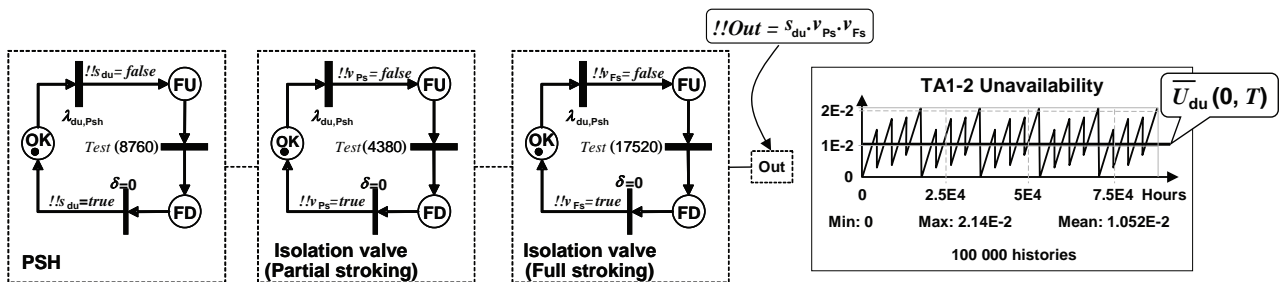 !!s_du = false
FU
λ_du,Psh
OK
Test (8760)
δ=0
!!s_du=true
FD
PSH
!!v_Ps = false
FU
λ_du,Psh
OK
Test (4380)
δ=0
!!v_Ps=true
FD
Isolation valve
(Partial stroking)
!!v_Fs = false
FU
λ_du,Psh
OK
Test (17520)
δ=0
!!v_Fs=true
FD
Isolation valve
(Full stroking)
!!Out = s_du.v_Ps.v_Fs
Out
TA1-2 Unavailability
U̅_du (0, T)
2E-2
1E-2
0
0 2.5E4 5E4 7.5E4 Hours
Min: 0 Max: 2.14E-2 Mean: 1.052E-2
100 000 histories